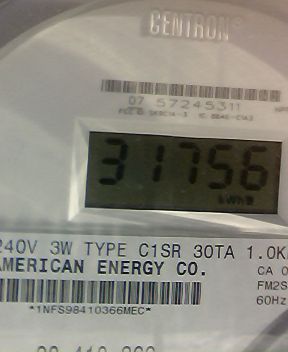 CENTRON®
07 57245311
31756
kWh
240V 3W TYPE C1SR 30TA 1.0K
AMERICAN ENERGY CO.
CA 0
FM2S
*1NFS98410366MEC*
60Hz